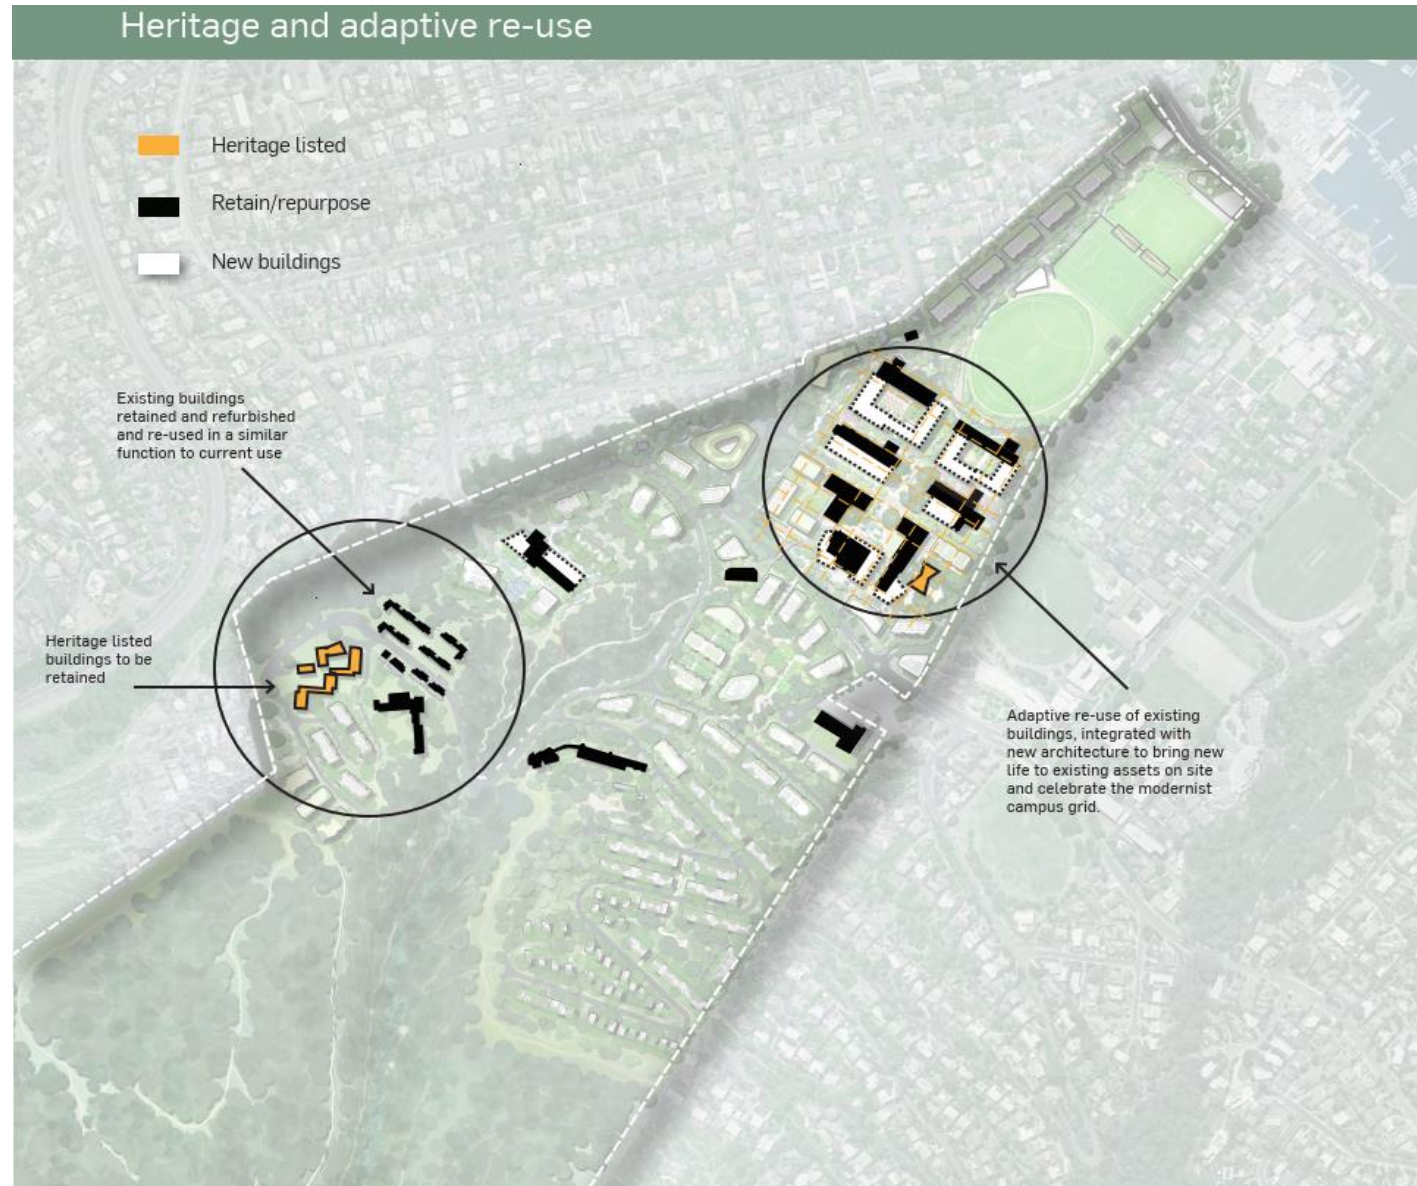 Heritage and adaptive re-use
Heritage listed
Retain/repurpose
New buildings
Existing buildings
retained and refurbished
and re-used in a similar
function to current use
Heritage listed
buildings to be
retained
Adaptive re-use of existing
buildings, integrated with
new architecture to bring new
life to existing assets on site
and celebrate the modernist
campus grid.